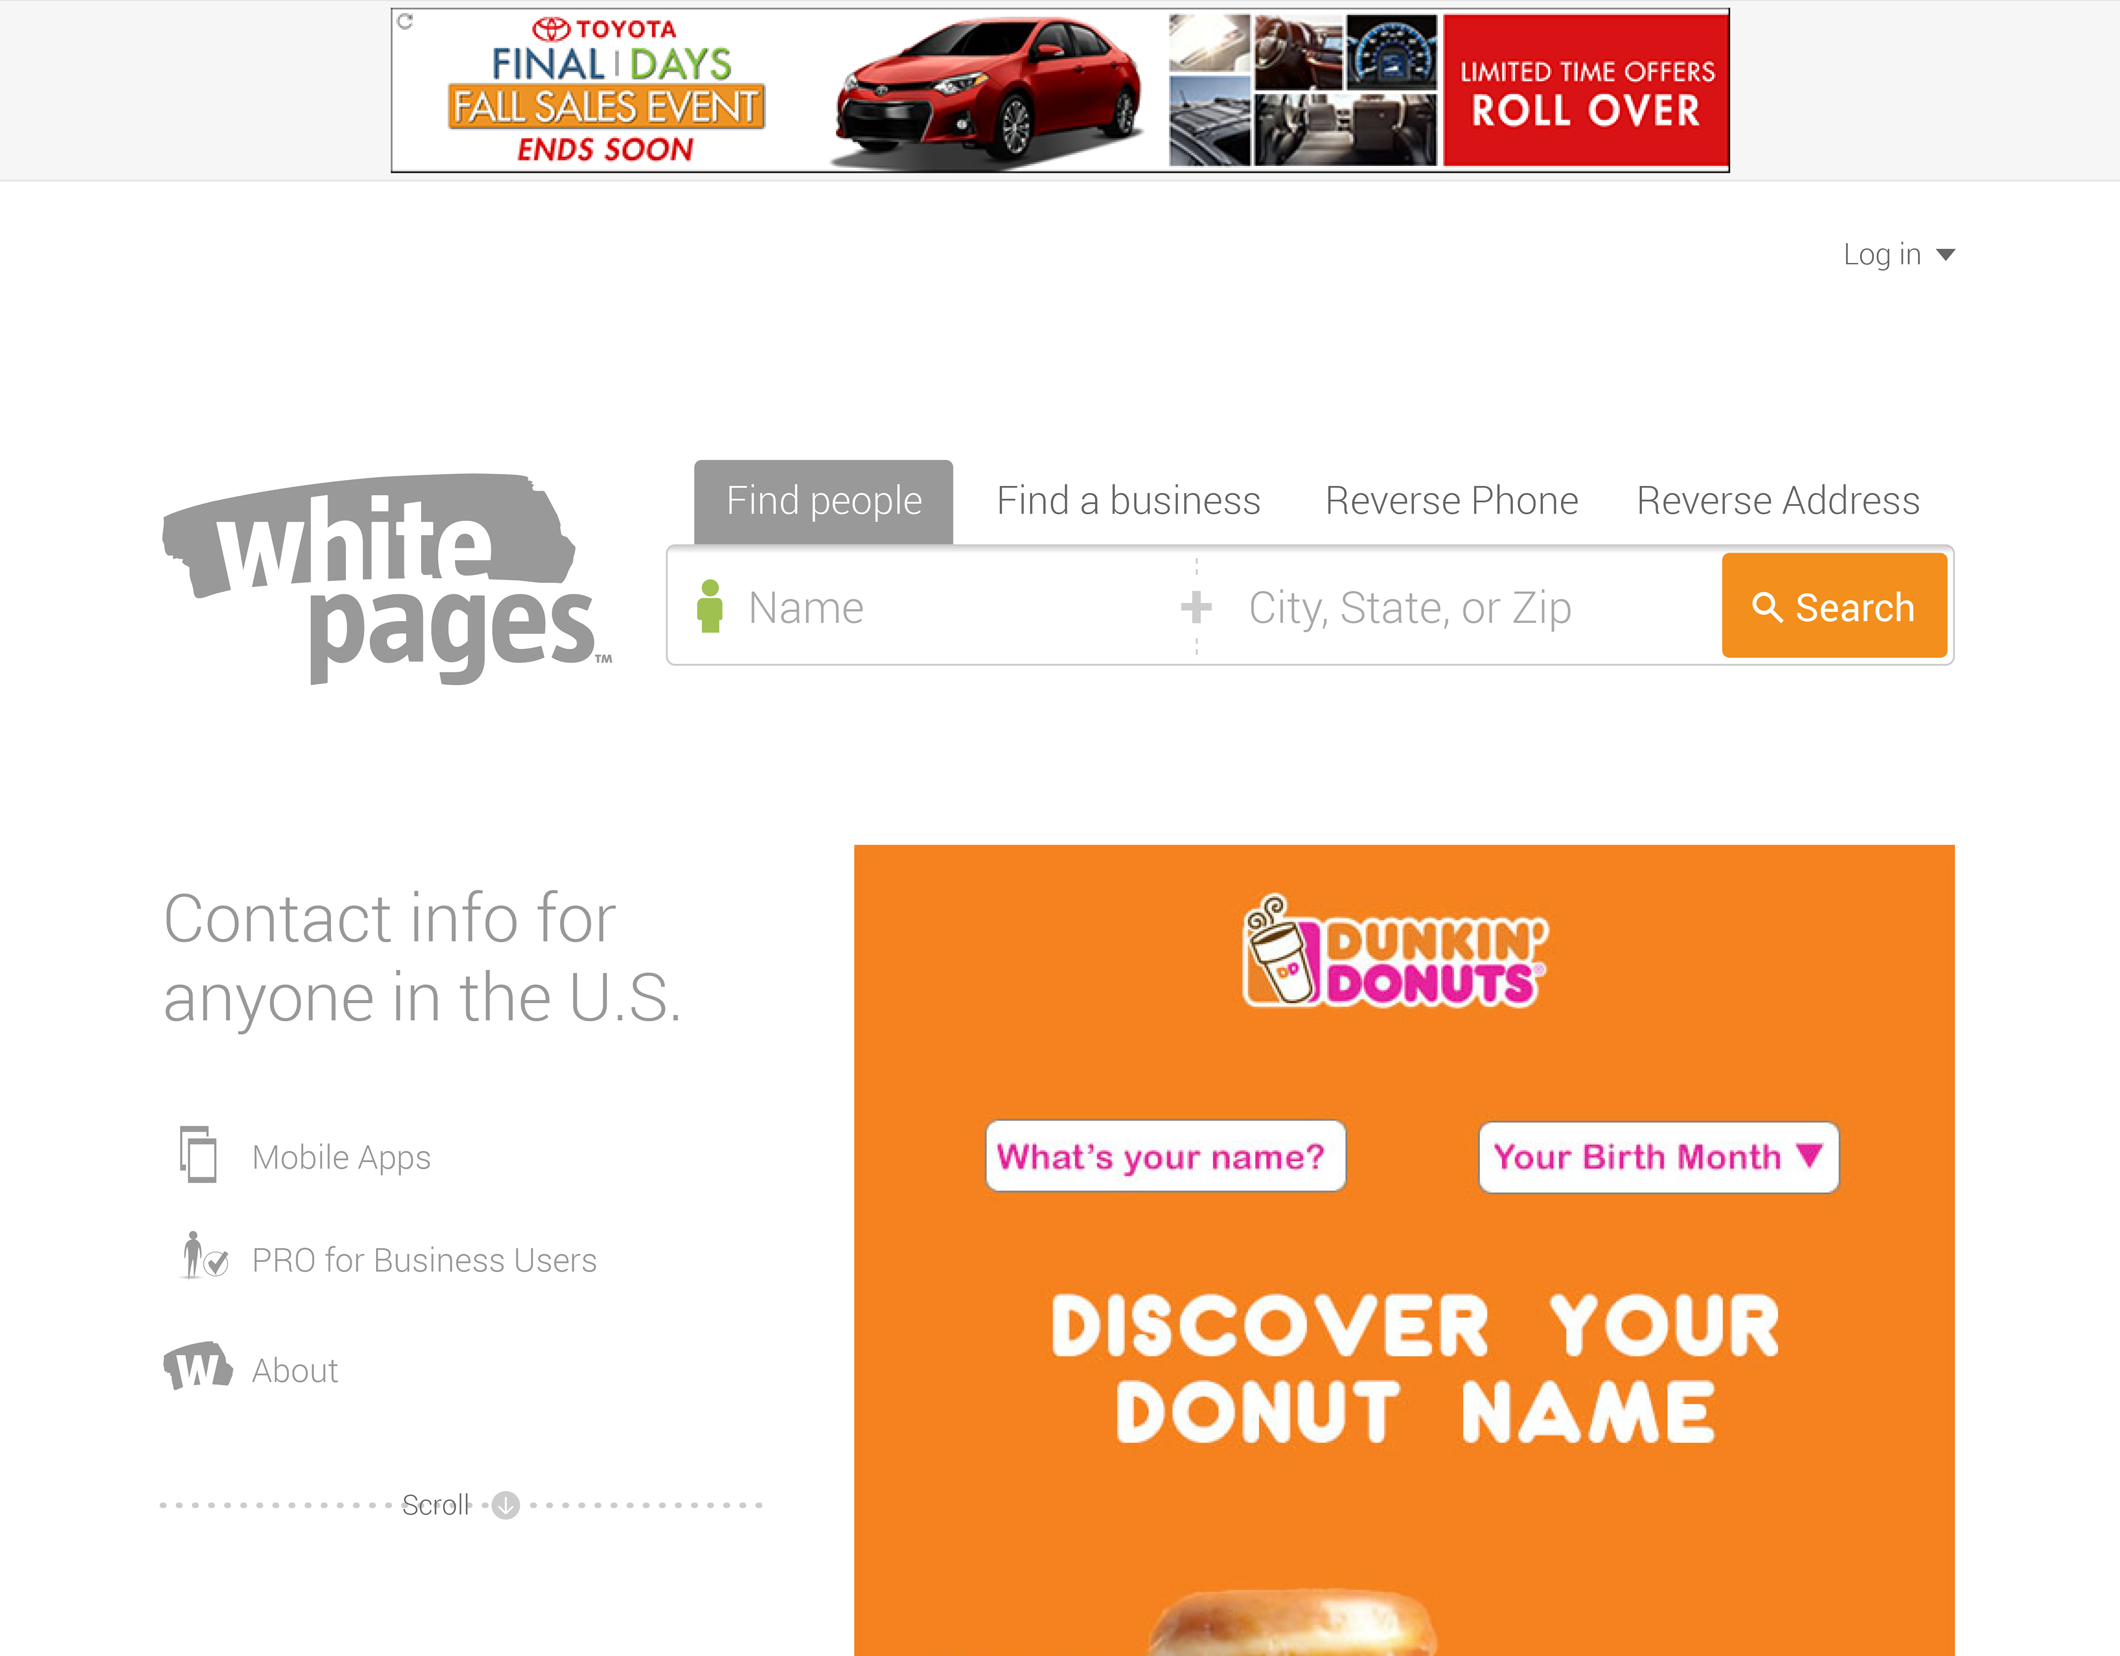 TOYOTA
FINAL | DAYS
FALL SALES EVENT
ENDS SOON
LIMITED TIME OFFERS
ROLL OVER
Log in
white
pages™
Find people
Find a business
Reverse Phone
Reverse Address
Name
City, State, or Zip
Search
Contact info for
anyone in the U.S.
Mobile Apps
PRO for Business Users
W About
Scroll
DD
DUNKIN'
DONUTS®
What's your name?
Your Birth Month
DISCOVER YOUR
DONUT NAME